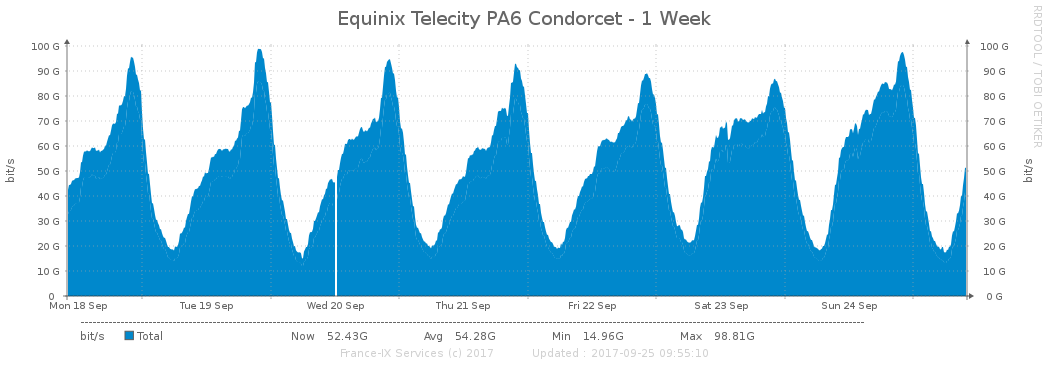 Equinix Telecity PA6 Condorcet - 1 Week
RRDTOOL / TOBI OETIKER
100 G 100 G
90 G 90 G
80 G 80 G
70 G 70 G
60 G 60 G
50 G 50 G
40 G 40 G
30 G 30 G
20 G 20 G
10 G 10 G
0 0 G
bit/s
bit/s
Mon 18 Sep Tue 19 Sep Wed 20 Sep Thu 21 Sep Fri 22 Sep Sat 23 Sep Sun 24 Sep
bit/s Total Now 52.43G Avg 54.28G Min 14.96G Max 98.81G
France-IX Services (c) 2017 Updated : 2017-09-25 09:55:10